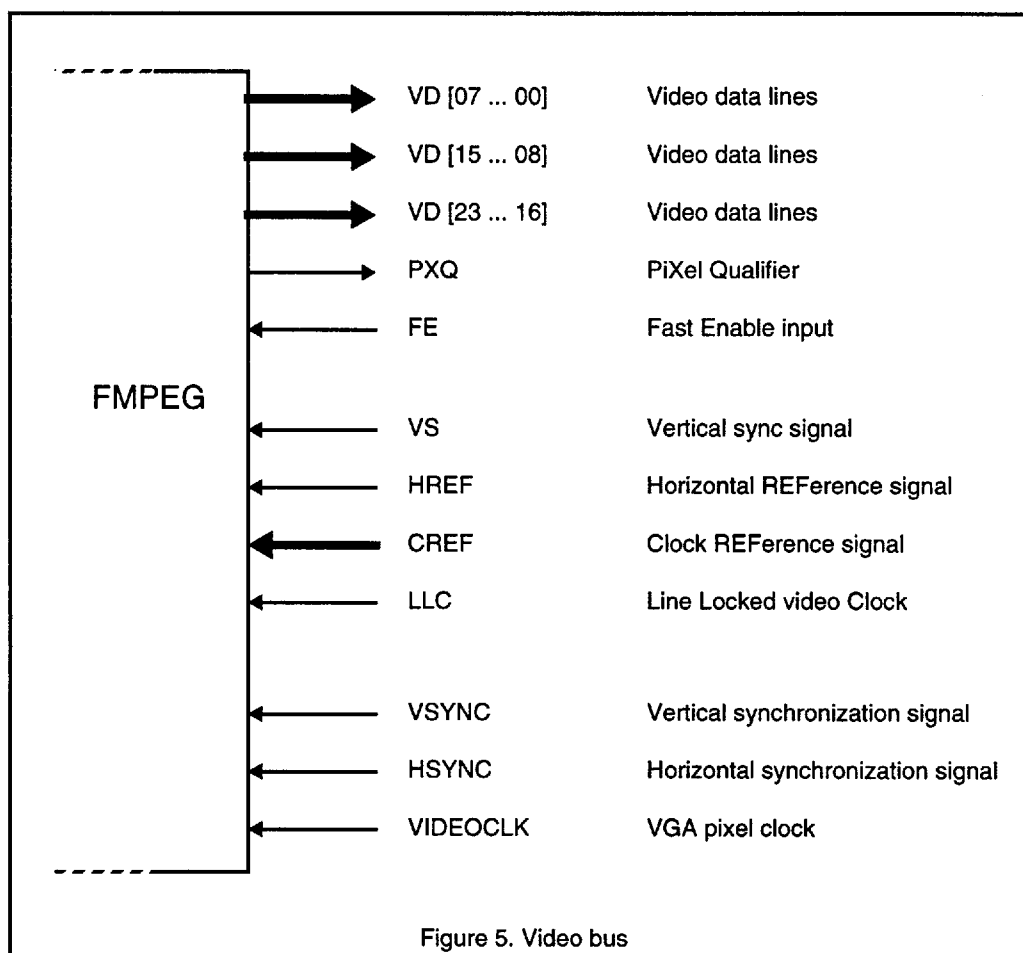 VD [07 ... 00] Video data lines
VD [15 ... 08] Video data lines
VD [23 ... 16] Video data lines
PXQ PiXel Qualifier
FE Fast Enable input
FMPEG
VS Vertical sync signal
HREF Horizontal REFerence signal
CREF Clock REFerence signal
LLC Line Locked video Clock
VSYNC Vertical synchronization signal
HSYNC Horizontal synchronization signal
VIDEOCLK VGA pixel clock
Figure 5. Video bus